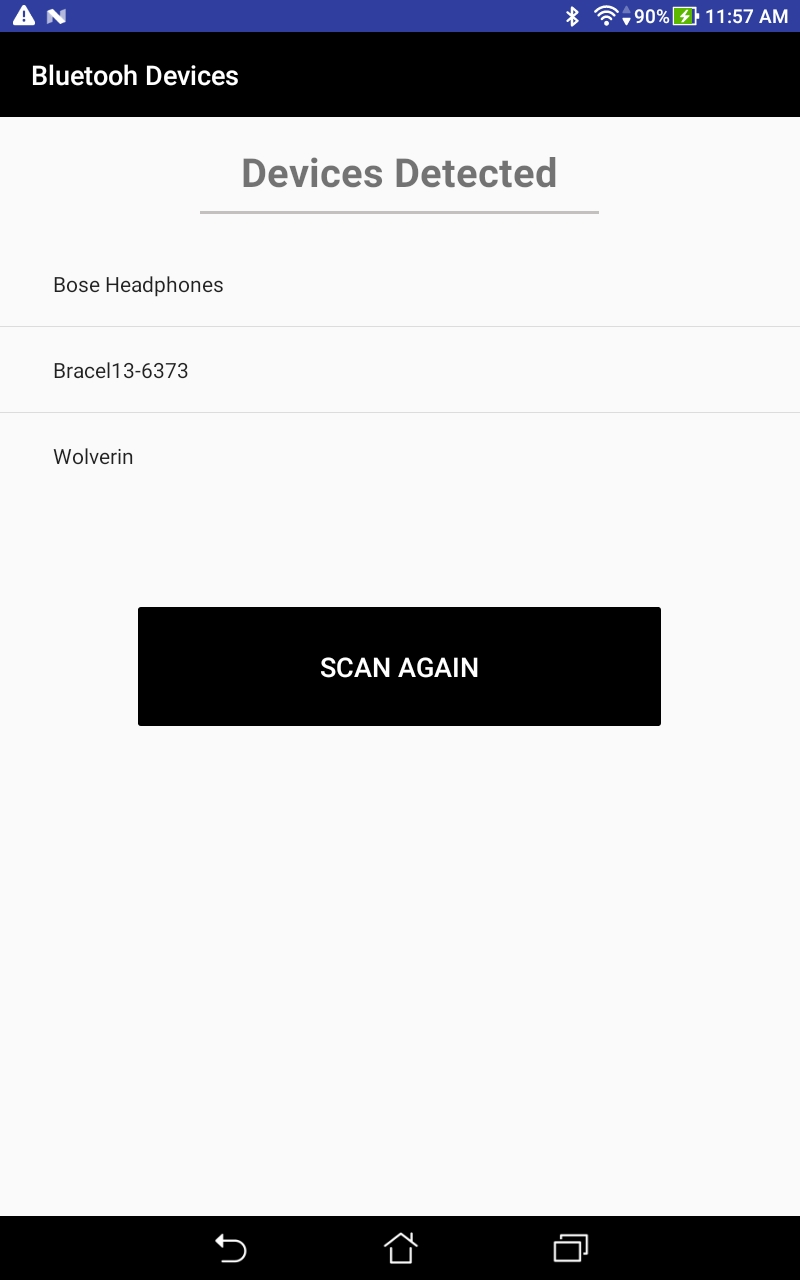 90% 11:57 AM
Bluetooh Devices
Devices Detected
Bose Headphones
Bracel13-6373
Wolverin
SCAN AGAIN